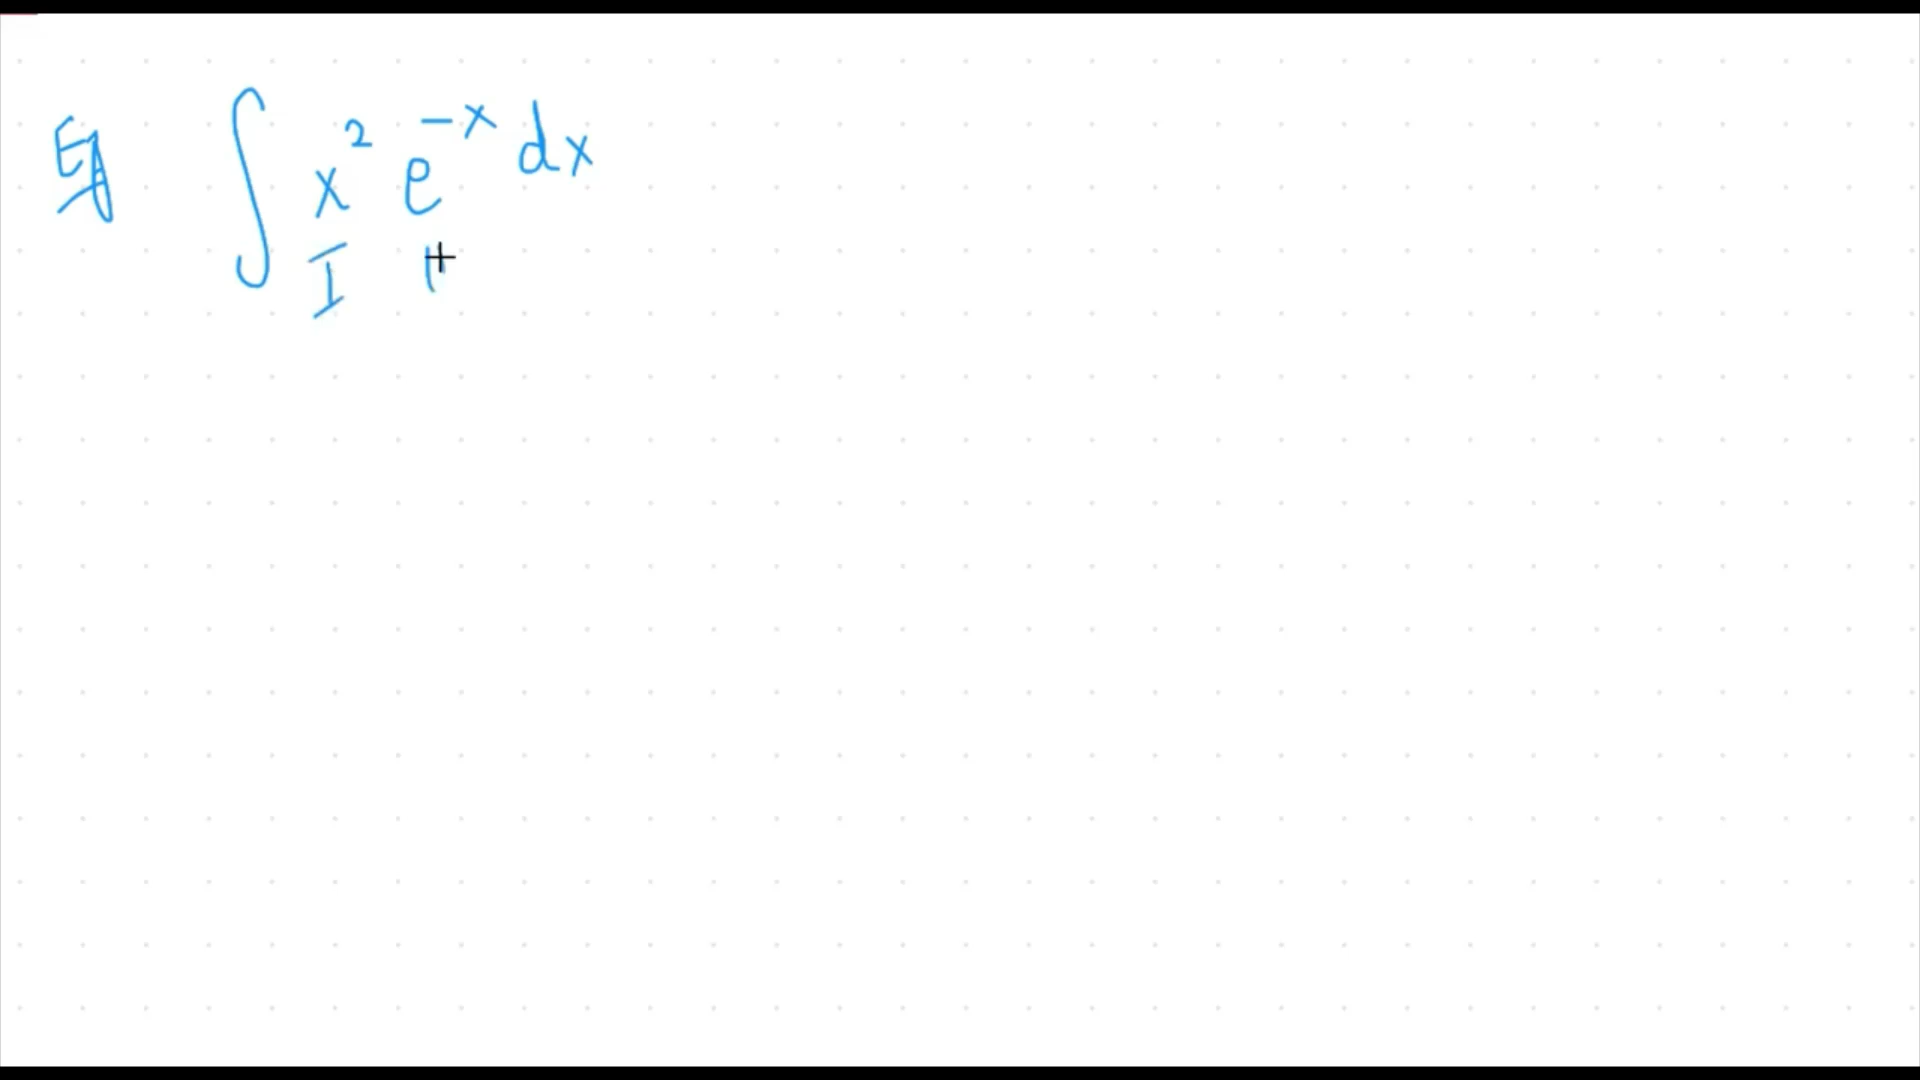 Eg ∫ x² e⁻ˣ dx
I I